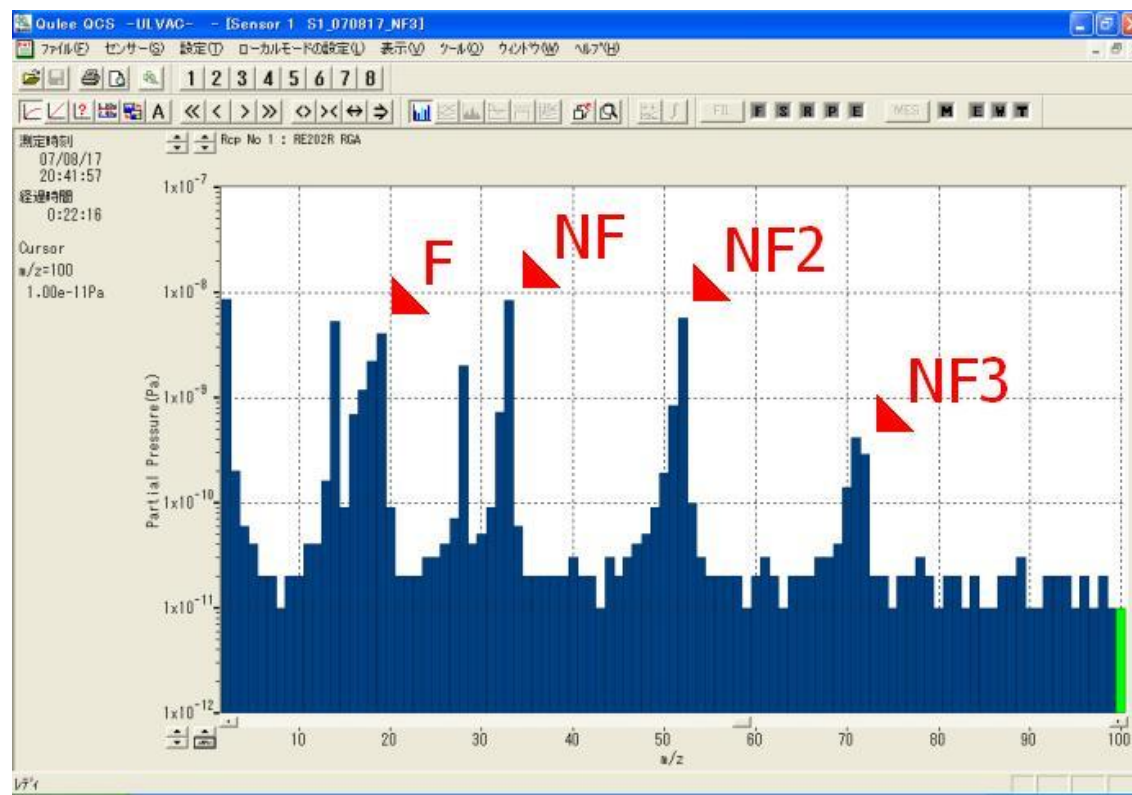 Qulee QCS -ULVAC- - [Sensor 1 S1_070817_NF3]
ファイル(F) センサー(S) 設定(T) ローカルモードの設定(L) 表示(V) ツール(Q) ウィンドウ(W) ヘルプ(H)
1 2 3 4 5 6 7 8
A FIL F S R P E MES M E W T
測定時刻
07/08/17
20:41:57
経過時間
0:22:16
Cursor
m/z=100
1.00e-11Pa
Rcp No 1 : RE202R RGA
F
NF
NF2
NF3
Partial Pressure(Pa)
1x10-7
1x10-8
1x10-9
1x10-10
1x10-11
1x10-12
10 20 30 40 50 60 70 80 90 100
m/z
レディ